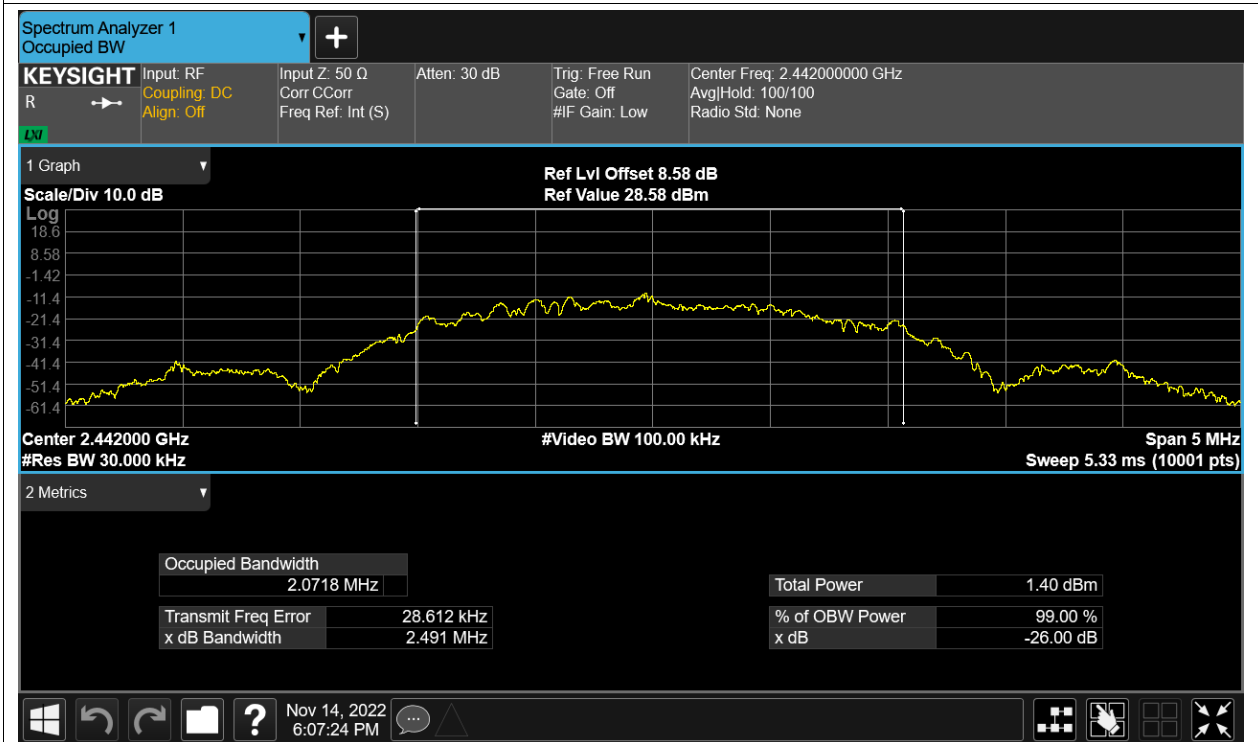 Spectrum Analyzer 1
Occupied BW
KEYSIGHT
R
LXI
Input: RF
Coupling: DC
Align: Off
Input Z: 50 Ω
Corr CCorr
Freq Ref: Int (S)
Atten: 30 dB
Trig: Free Run
Gate: Off
#IF Gain: Low
Center Freq: 2.442000000 GHz
Avg|Hold: 100/100
Radio Std: None
1 Graph
Scale/Div 10.0 dB
Ref Lvl Offset 8.58 dB
Ref Value 28.58 dBm
Log
18.6
8.58
-1.42
-11.4
-21.4
-31.4
-41.4
-51.4
-61.4
Center 2.442000 GHz
#Res BW 30.000 kHz
#Video BW 100.00 kHz
Span 5 MHz
Sweep 5.33 ms (10001 pts)
2 Metrics
Occupied Bandwidth
2.0718 MHz
Total Power 1.40 dBm
Transmit Freq Error 28.612 kHz
% of OBW Power 99.00 %
x dB Bandwidth 2.491 MHz
x dB -26.00 dB
?
Nov 14, 2022
6:07:24 PM